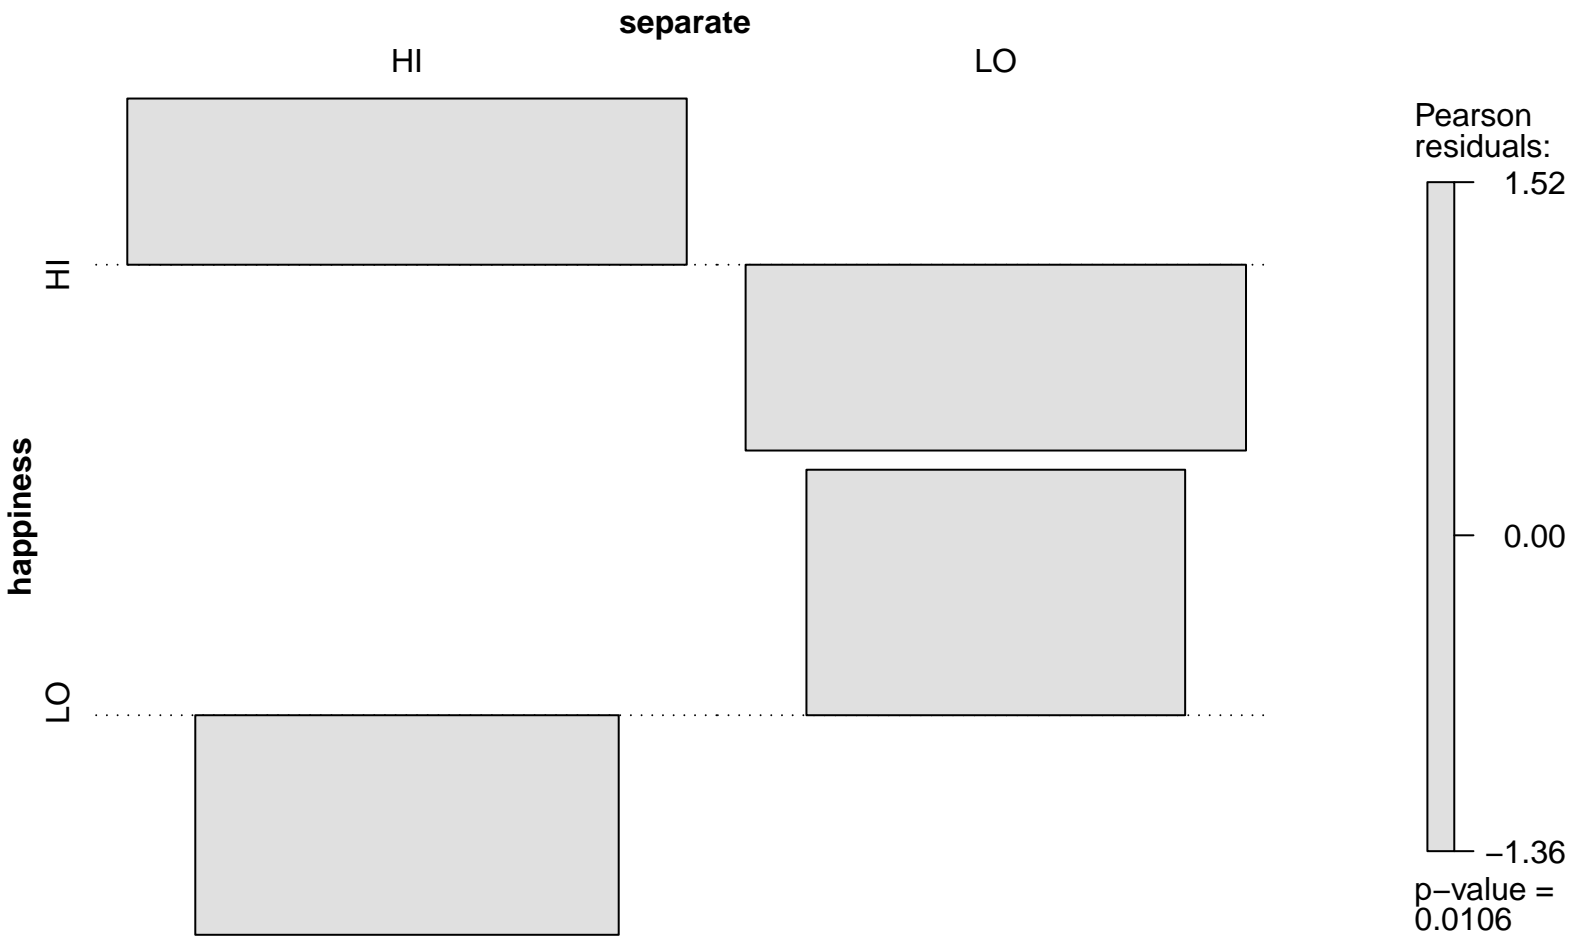 separate
HI LO
Pearson
residuals:
1.52
HI
happiness
0.00
LO
−1.36
p−value =
0.0106